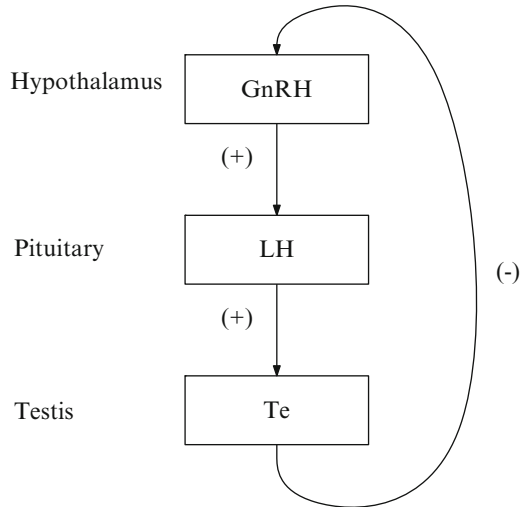 Hypothalamus
GnRH
(+)
Pituitary
LH
(-)
(+)
Testis
Te